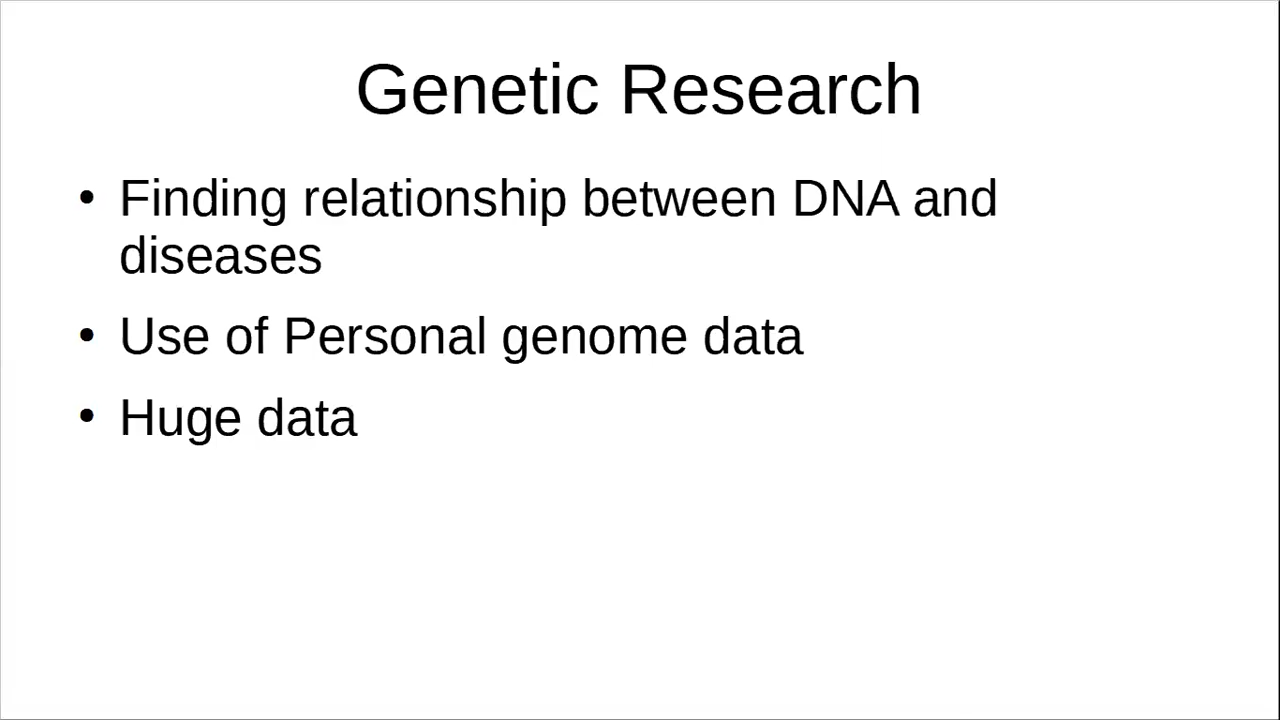 Genetic Research
• Finding relationship between DNA and
diseases
• Use of Personal genome data
• Huge data